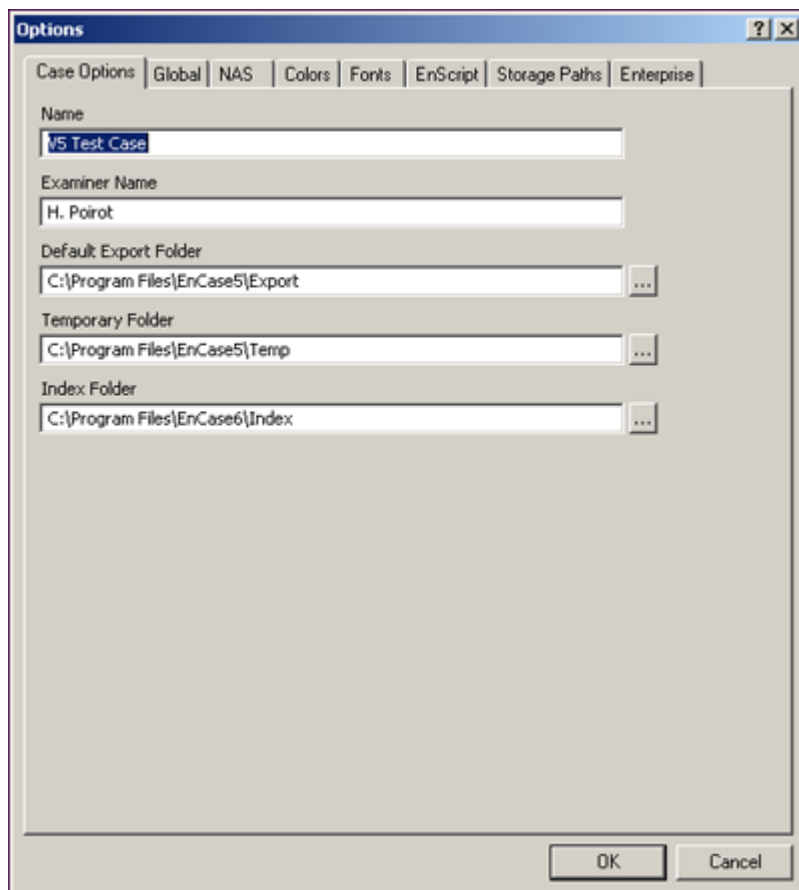 Options
Case Options Global NAS Colors Fonts EnScript Storage Paths Enterprise
Name
V5 Test Case
Examiner Name
H. Poirot
Default Export Folder
C:\Program Files\EnCase5\Export
...
Temporary Folder
C:\Program Files\EnCase5\Temp
...
Index Folder
C:\Program Files\EnCase6\Index
...
OK Cancel